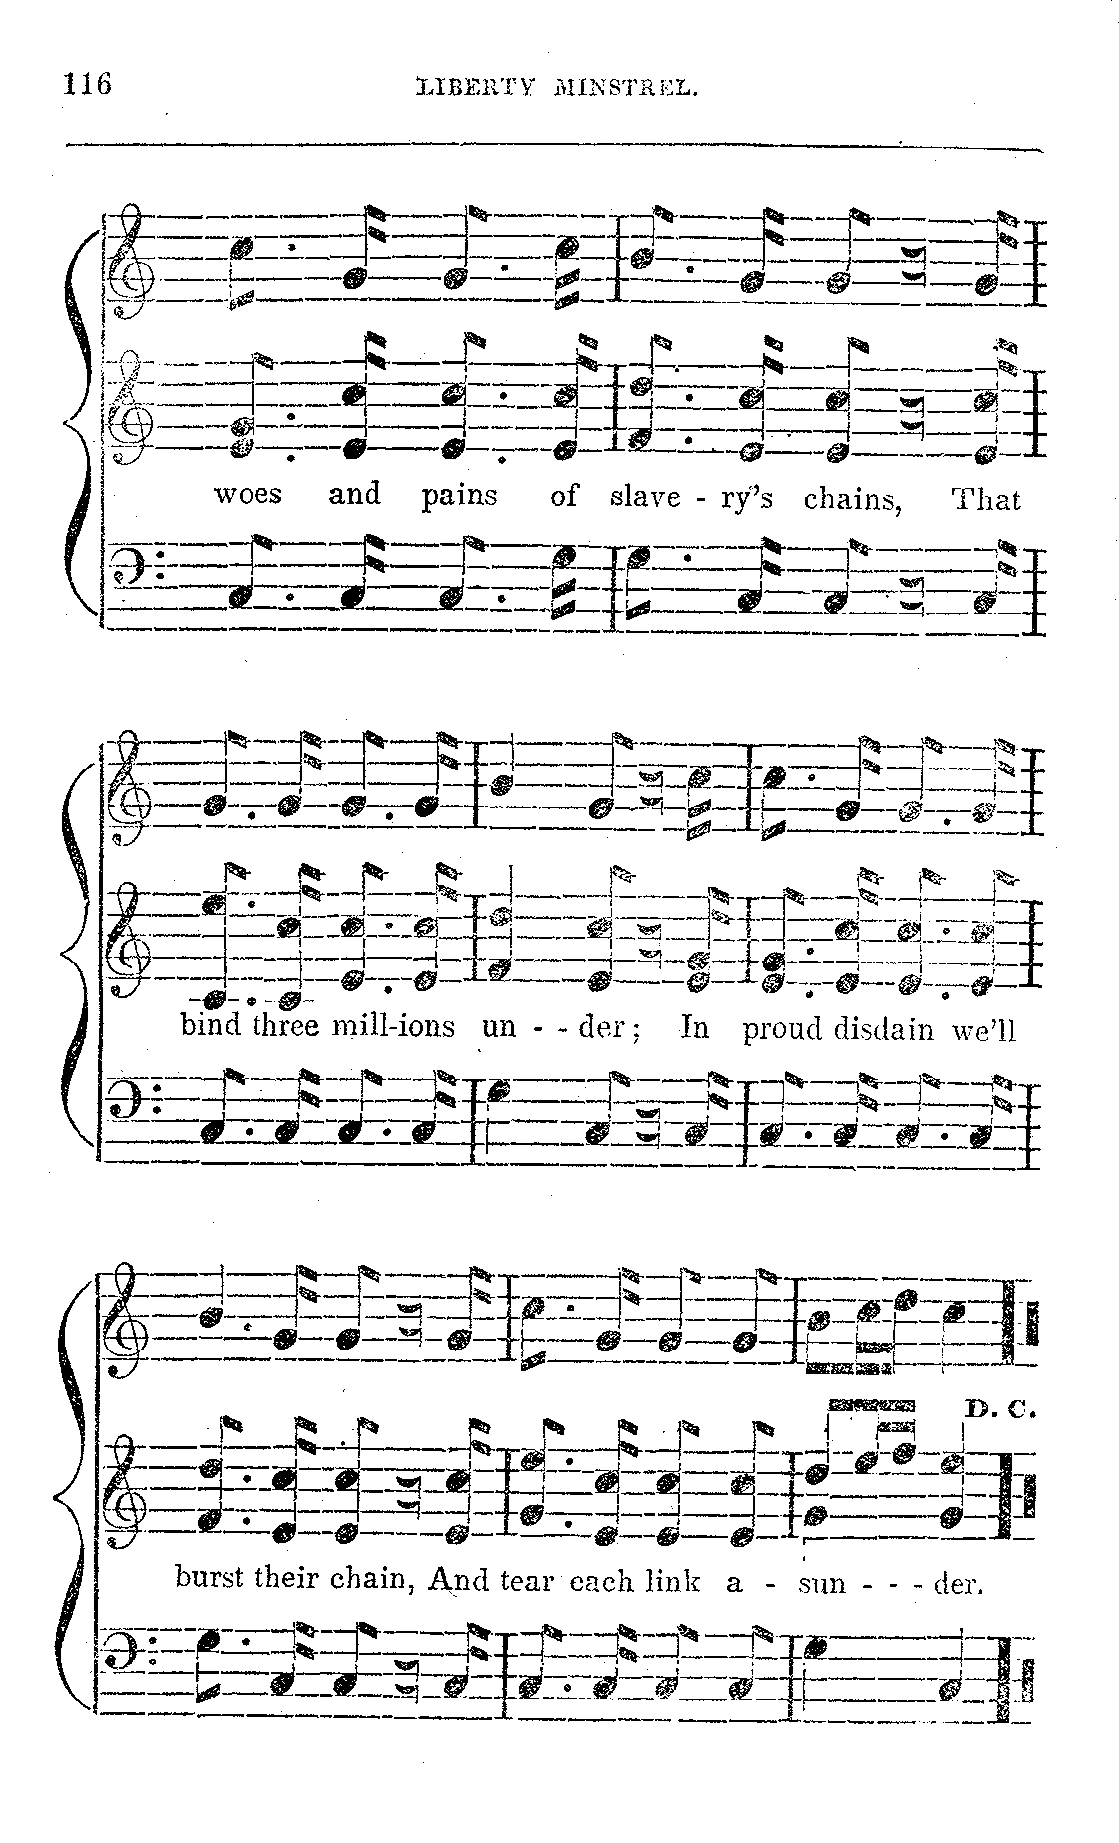 116 LIBERTY MINSTREL.
woes and pains of slave - ry's chains, That
bind three mill-ions un - - der; In proud disdain we'll
D. C.
burst their chain, And tear each link a - sun - - - der.